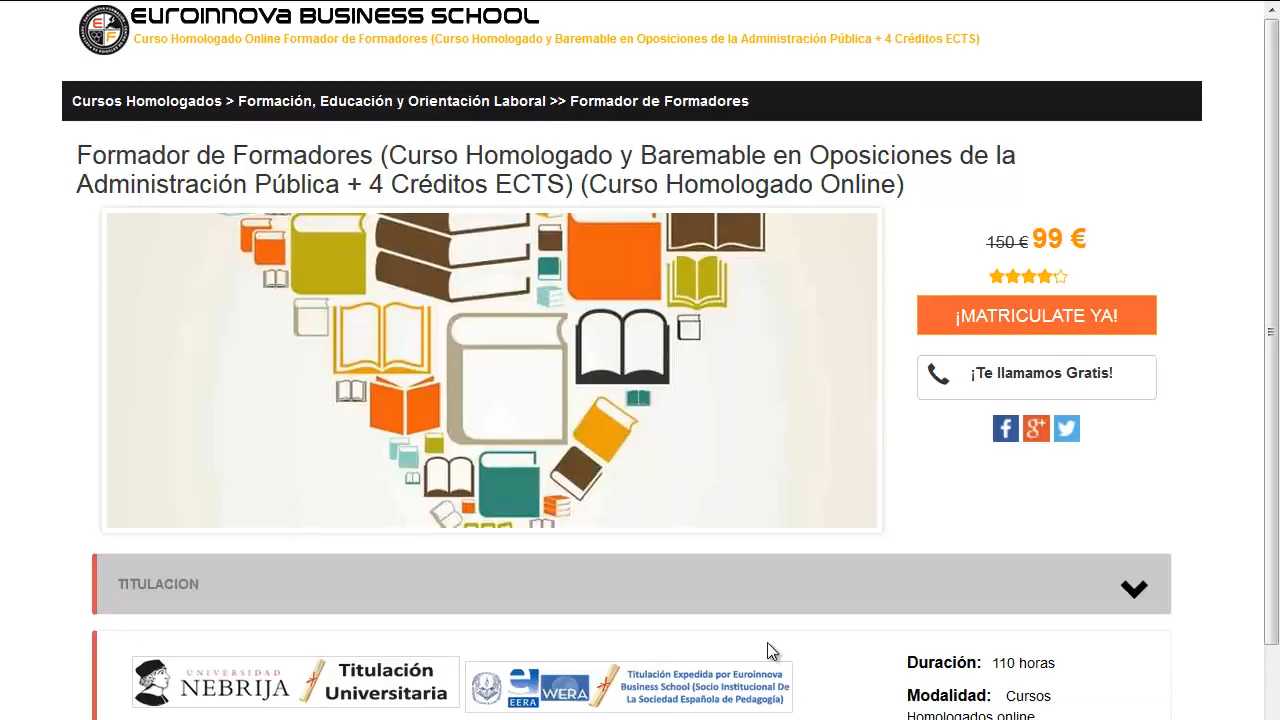 EUROINNOVA BUSINESS SCHOOL
Curso Homologado Online Formador de Formadores (Curso Homologado y Baremable en Oposiciones de la Administración Pública + 4 Créditos ECTS)
Cursos Homologados > Formación, Educación y Orientación Laboral >> Formador de Formadores
Formador de Formadores (Curso Homologado y Baremable en Oposiciones de la
Administración Pública + 4 Créditos ECTS) (Curso Homologado Online)
150 € 99 €
¡MATRICULATE YA!
¡Te llamamos Gratis!
TITULACION
UNIVERSIDAD
NEBRIJA
Titulación
Universitaria
EERA
WERA
Titulación Expedida por Euroinnova
Business School (Socio Institucional De
La Sociedad Española de Pedagogía)
Duración: 110 horas
Modalidad: Cursos
Homologados online